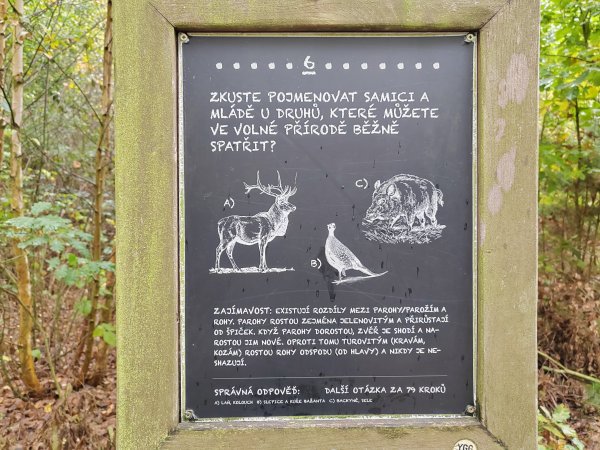 6
ZKUSTE POJMENOVAT SAMICI A
MLÁDĚ U DRUHŮ, KTERÉ MŮŽETE
VE VOLNÉ PŘÍRODĚ BĚŽNĚ
SPATŘIT?
A)
B)
C)
ZAJÍMAVOST: EXISTUJÍ ROZDÍLY MEZI PAROHY/PAROŽÍM A
ROHY. PAROHY ROSTOU ZEJMÉNA JELENOVITÝM A PŘIRŮSTAJÍ
OD ŠPIČEK. KDYŽ PAROHY DOROSTOU, ZVĚŘ JE SHODÍ A NA-
ROSTOU JIM NOVÉ. OPROTI TOMU TUROVITÝM (KRAVÁM,
KOZÁM) ROSTOU ROHY ODSPODU (OD HLAVY) A NIKDY JE NE-
SHAZUJÍ.
SPRÁVNÁ ODPOVĚĎ: DALŠÍ OTÁZKA ZA 79 KROKŮ
A) LAŇ, KOLOUCH B) SLEPICE A KUŘE BAŽANTA C) BACHYNĚ, SELE